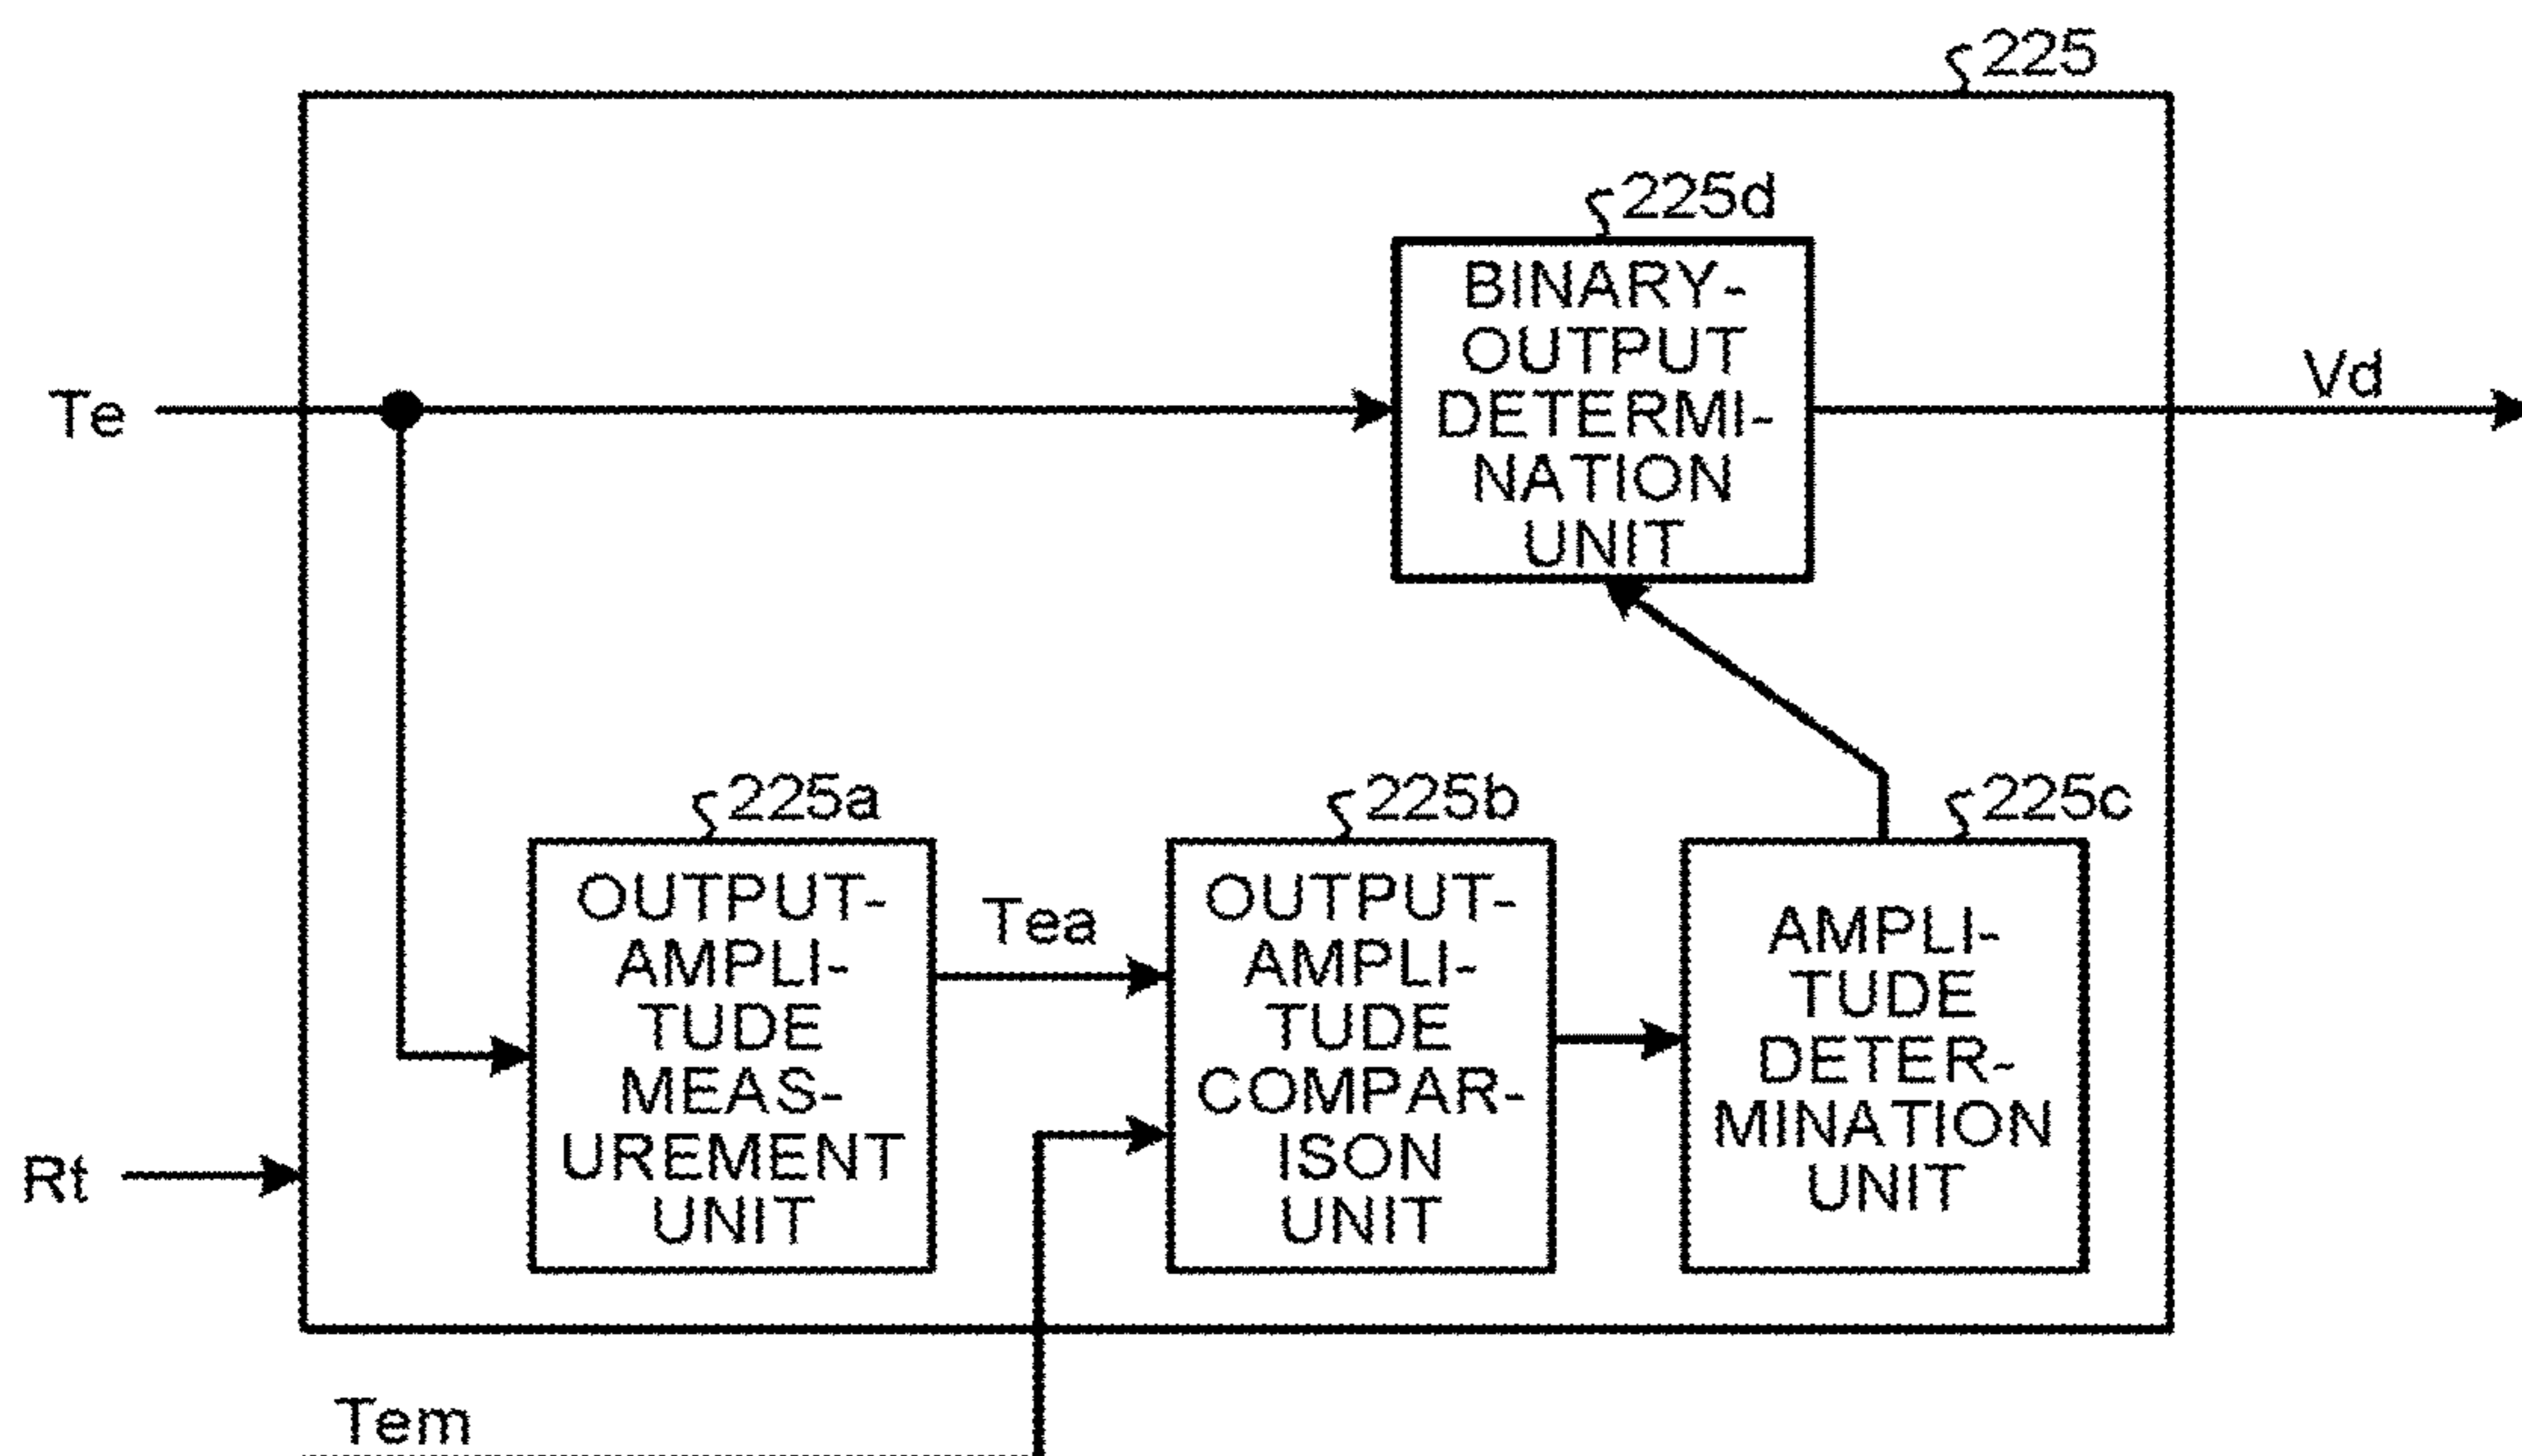 225
225d
BINARY-
OUTPUT
DETERMI-
NATION
UNIT
Te
Vd
225a
OUTPUT-
AMPLI-
TUDE
MEAS-
UREMENT
UNIT
Tea
225b
OUTPUT-
AMPLI-
TUDE
COMPAR-
ISON
UNIT
225c
AMPLI-
TUDE
DETER-
MINATION
UNIT
Rt
Tem